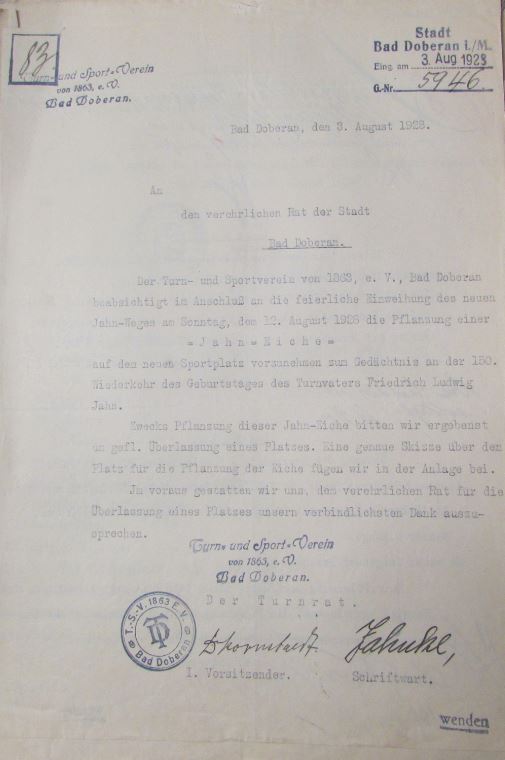 83.
Turn- und Sport-Verein
von 1863, e. V.
Bad Doberan.
Stadt
Bad Doberan i./M.
Eing. am 3. Aug 1928
G.-Nr. 5946.
Bad Doberan, den 3. August 1928.
An
den verehrlichen Rat der Stadt
Bad Doberan.
Der Turn- und Sportverein von 1863, e. V., Bad Doberan
beabsichtigt im Anschluß an die feierliche Einweihung des neuen
Jahn-Weges am Sonntag, dem 12. August 1928 die Pflanzung einer
= J a h n = E i c h e =
auf dem neuen Sportplatz vorzunehmen zum Gedächtnis an der 150.
Wiederkehr des Geburtstages des Turnvaters Friedrich Ludwig
Jahn.
Zwecks Pflanzung dieser Jahn-Eiche bitten wir ergebenst
um gefl. Überlassung eines Platzes. Eine genaue Skizze über den
Platz für die Pflanzung der Eiche fügen wir in der Anlage bei.
Im voraus gestatten wir uns, dem verehrlichen Rat für die
Überlassung eines Platzes unsern verbindlichsten Dank auszu-
sprechen.
Turn- und Sport-Verein
von 1863, e. V.
Bad Doberan.
D e r T u r n r a t .
T.-S.-V. 1863 E.V.
Bad Doberan
Jahnke,
1. Vorsitzender. Schriftwart.
wenden